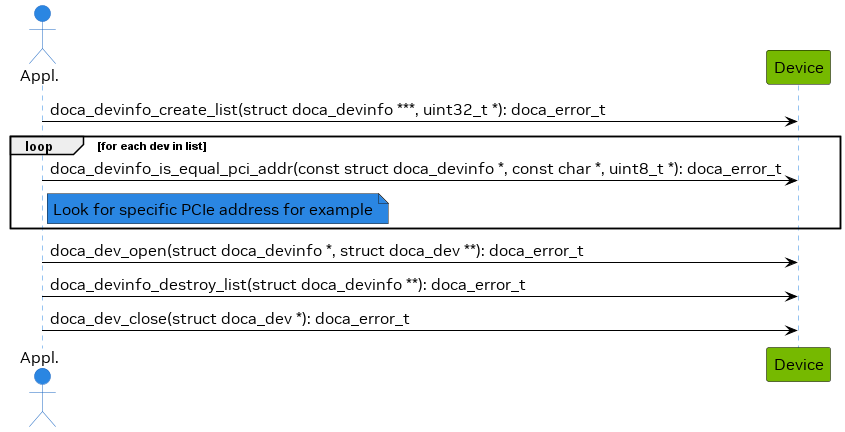 Appl.
Device
doca_devinfo_create_list(struct doca_devinfo ***, uint32_t *): doca_error_t
loop [for each dev in list]
doca_devinfo_is_equal_pci_addr(const struct doca_devinfo *, const char *, uint8_t *): doca_error_t
Look for specific PCIe address for example
doca_dev_open(struct doca_devinfo *, struct doca_dev **): doca_error_t
doca_devinfo_destroy_list(struct doca_devinfo **): doca_error_t
doca_dev_close(struct doca_dev *): doca_error_t
Appl.
Device